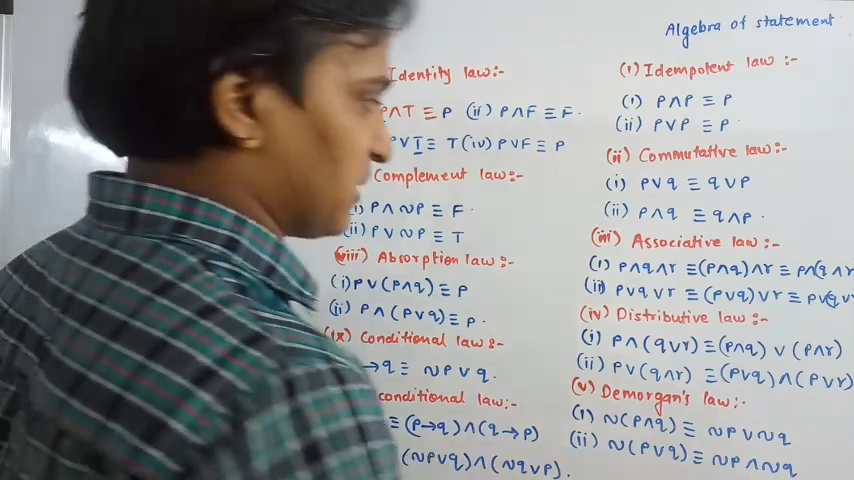 Algebra of statement
(i) Idempotent law :-
(i) P∧P ≡ P
(ii) P∨P ≡ P
(ii) Commutative law :-
(i) P∨q ≡ q∨P
(ii) P∧q ≡ q∧P.
(iii) Associative law :-
(i) P∧q∧r ≡ (P∧q)∧r ≡ P∧(q∧r
(ii) P∨q∨r ≡ (P∨q)∨r ≡ P∨(q∨r
(iv) Distributive law :-
(i) P∧(q∨r) ≡ (P∧q) ∨ (P∧r)
(ii) P∨(q∧r) ≡ (P∨q)∧(P∨r)
(v) Demorgan's law :-
(i) ~(P∧q) ≡ ~P∨~q
(ii) ~(P∨q) ≡ ~P∧~q
Identity law :-
P∧T ≡ P (ii) P∧F ≡ F.
P∨T ≡ T (iv) P∨F ≡ P
Complement law :-
(i) P∧~P ≡ F.
(ii) P∨~P ≡ T
(viii) Absorption law :-
(i) P∨(P∧q) ≡ P
(ii) P∧(P∨q) ≡ P.
(ix) Conditional law :-
→q ≡ ~P∨q.
conditional law :-
≡ (P→q)∧(q→P)
(~P∨q)∧(~q∨P).